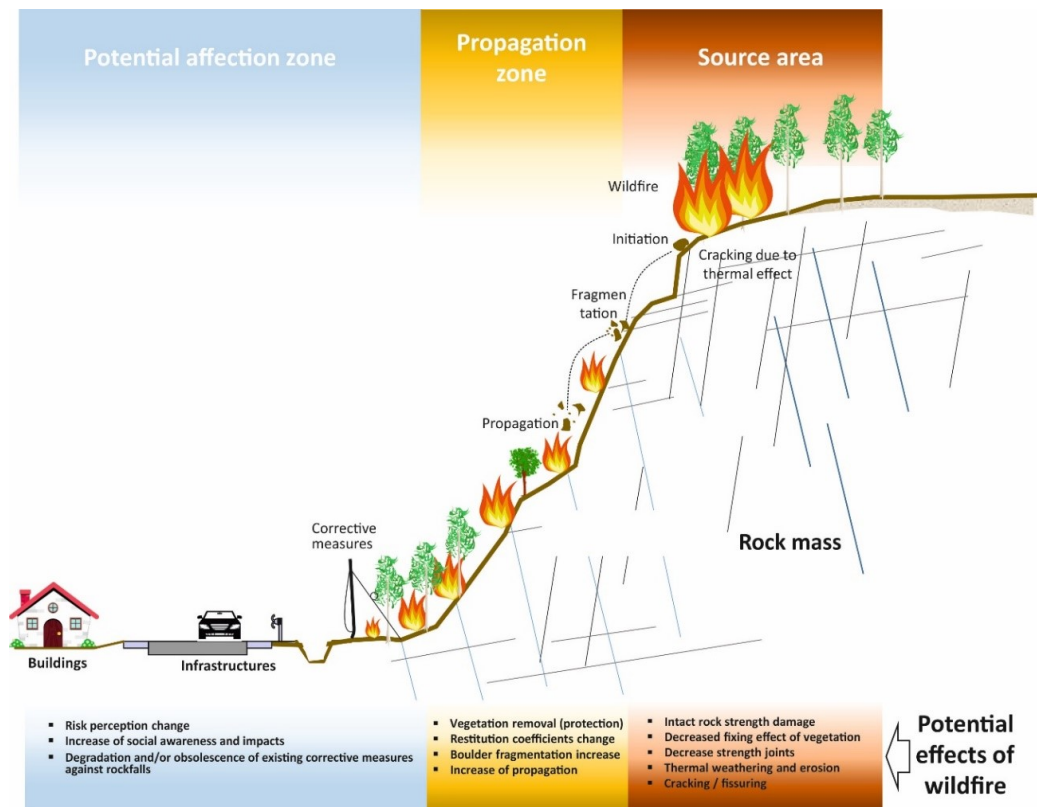 Potential affection zone
Propagation
zone
Source area
Wildfire
Initiation
Cracking due to
thermal effect
Fragmen
tation
Propagation
Corrective
measures
Rock mass
Buildings
Infrastructures
▪ Risk perception change
▪ Increase of social awareness and impacts
▪ Degradation and/or obsolescence of existing corrective measures
against rockfalls
▪ Vegetation removal (protection)
▪ Restitution coefficients change
▪ Boulder fragmentation increase
▪ Increase of propagation
▪ Intact rock strength damage
▪ Decreased fixing effect of vegetation
▪ Decrease strength joints
▪ Thermal weathering and erosion
▪ Cracking / fissuring
Potential
effects of
wildfire